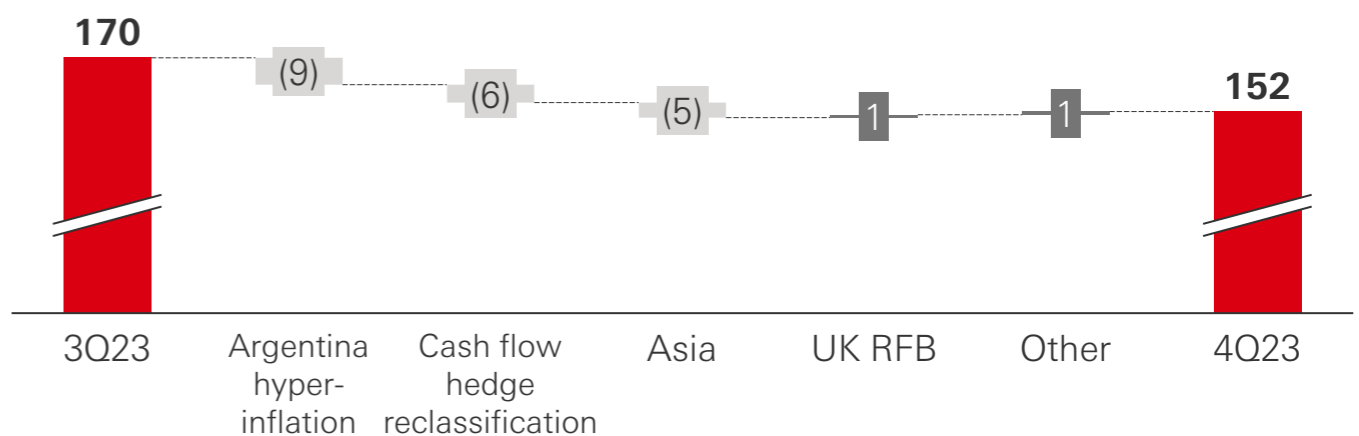 170
(9)
(6)
(5)
1
1
152
3Q23
Argentina
hyper-
inflation
Cash flow
hedge
reclassification
Asia
UK RFB
Other
4Q23